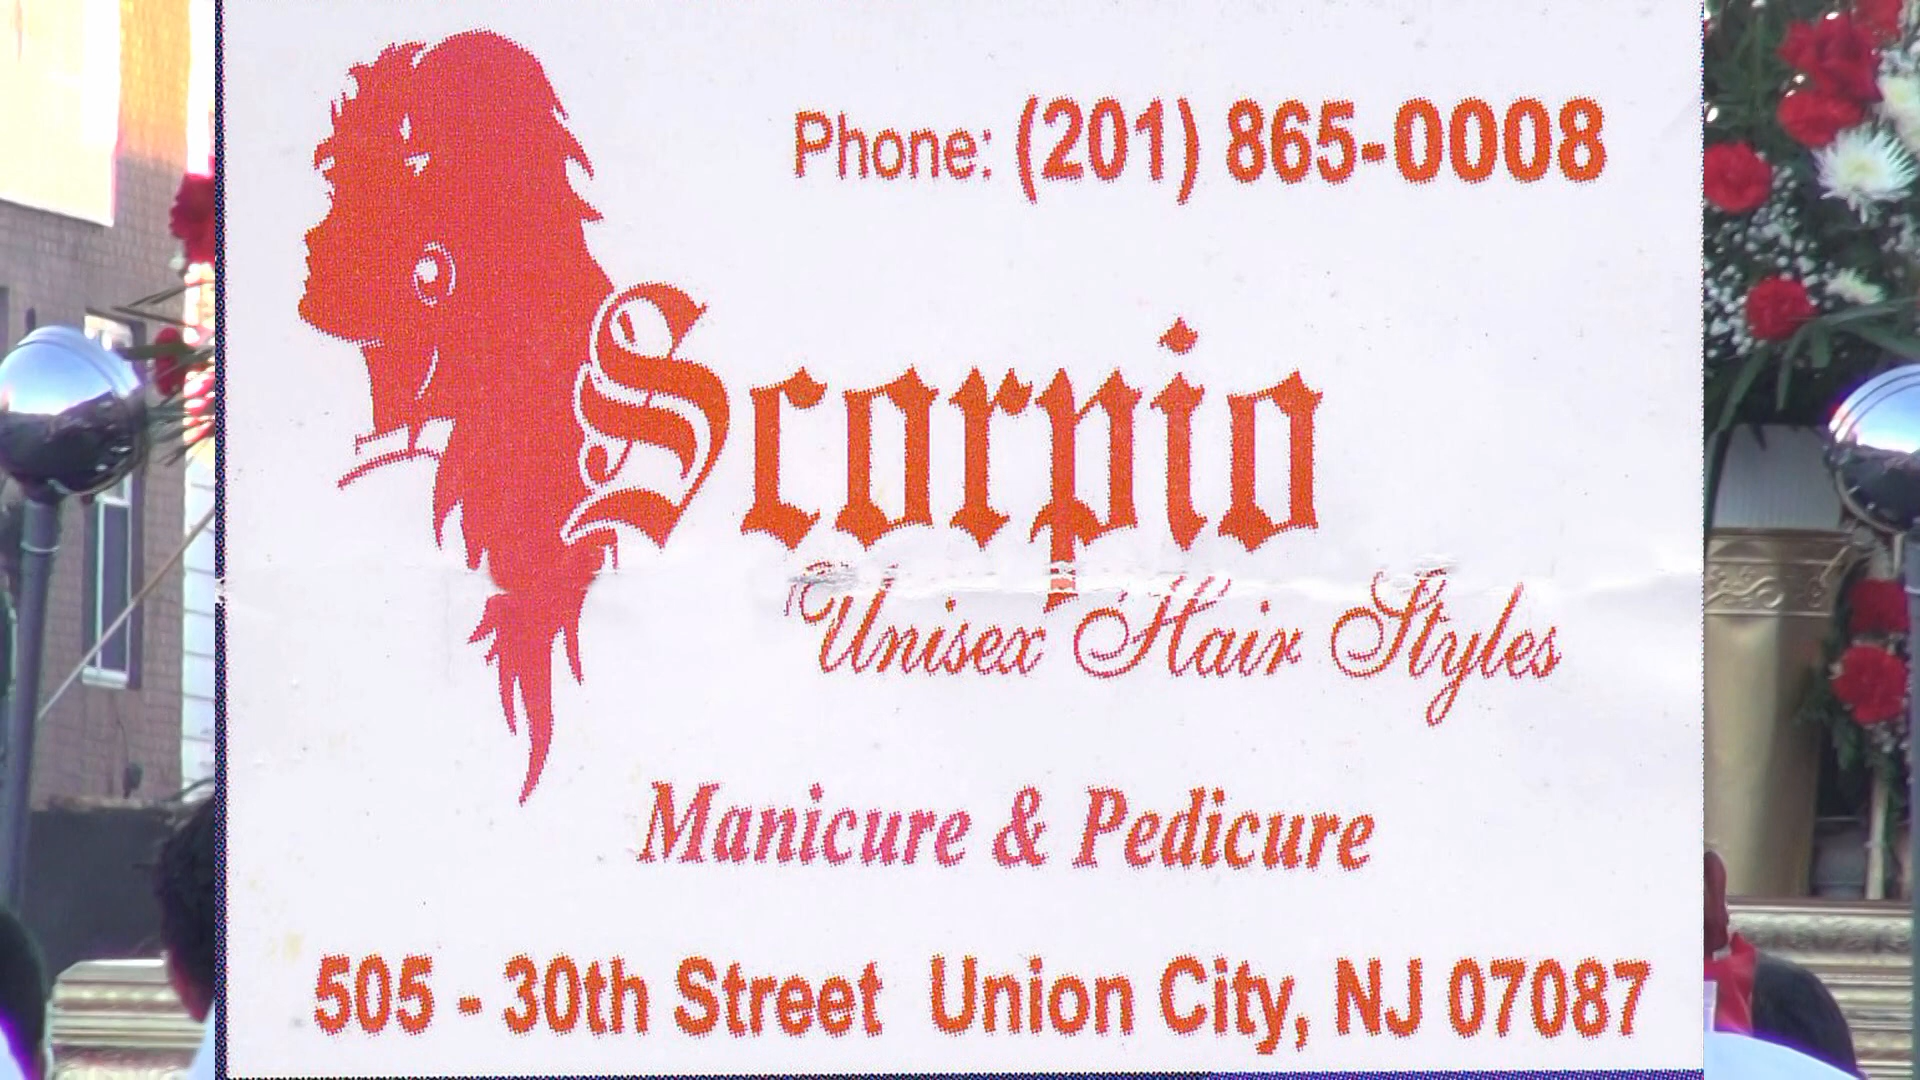 Phone: (201) 865-0008
Scorpio
Unisex Hair Styles
Manicure & Pedicure
505 - 30th Street Union City, NJ 07087